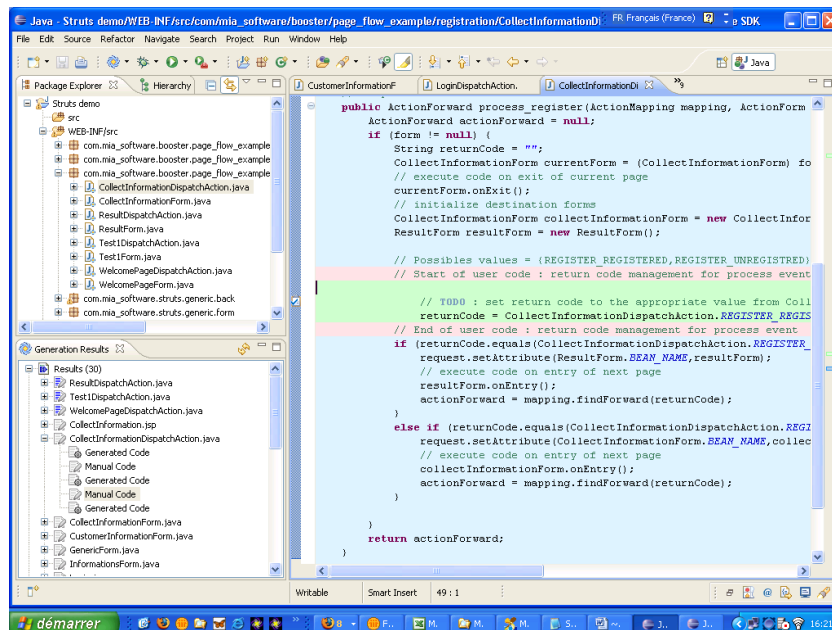 Java - Struts demo/WEB-INF/src/com/mia_software/booster/page_flow_example/registration/CollectInformationDi
FR Français (France)
e SDK
File Edit Source Refactor Navigate Search Project Run Window Help
Java
Package Explorer
Hierarchy
Struts demo
src
WEB-INF/src
com.mia_software.booster.page_flow_example
com.mia_software.booster.page_flow_example
com.mia_software.booster.page_flow_example
CollectInformationDispatchAction.java
CollectInformationForm.java
ResultDispatchAction.java
ResultForm.java
Test1DispatchAction.java
Test1Form.java
WelcomePageDispatchAction.java
WelcomePageForm.java
com.mia_software.struts.generic.back
com.mia_software.struts.generic.form
Generation Results
Results (30)
ResultDispatchAction.java
Test1DispatchAction.java
WelcomePageDispatchAction.java
CollectInformation.jsp
CollectInformationDispatchAction.java
Generated Code
Manual Code
Generated Code
Manual Code
Generated Code
CollectInformationForm.java
CustomerInformationForm.java
GenericForm.java
InformationsForm.java
CustomerInformationF
LoginDispatchAction.
CollectInformationDi
»9
public ActionForward process_register(ActionMapping mapping, ActionForm
ActionForward actionForward = null;
if (form != null) {
String returnCode = "";
CollectInformationForm currentForm = (CollectInformationForm) fo
// execute code on exit of current page
currentForm.onExit();
// initialize destination forms
CollectInformationForm collectInformationForm = new CollectInfor
ResultForm resultForm = new ResultForm();
// Possibles values = {REGISTER_REGISTERED,REGISTER_UNREGISTRED}
// Start of user code : return code management for process event
// TODO : set return code to the appropriate value from Coll
returnCode = CollectInformationDispatchAction.REGISTER_REGIS
// End of user code : return code management for process event
if (returnCode.equals(CollectInformationDispatchAction.REGISTER_
request.setAttribute(ResultForm.BEAN_NAME,resultForm);
// execute code on entry of next page
resultForm.onEntry();
actionForward = mapping.findForward(returnCode);
}
else if (returnCode.equals(CollectInformationDispatchAction.REGI
request.setAttribute(CollectInformationForm.BEAN_NAME,collec
// execute code on entry of next page
collectInformationForm.onEntry();
actionForward = mapping.findForward(returnCode);
}
}
return actionForward;
}
Writable
Smart Insert
49 : 1
démarrer
8
F..
M.
M.
M.
S..
J..
J..
16:21